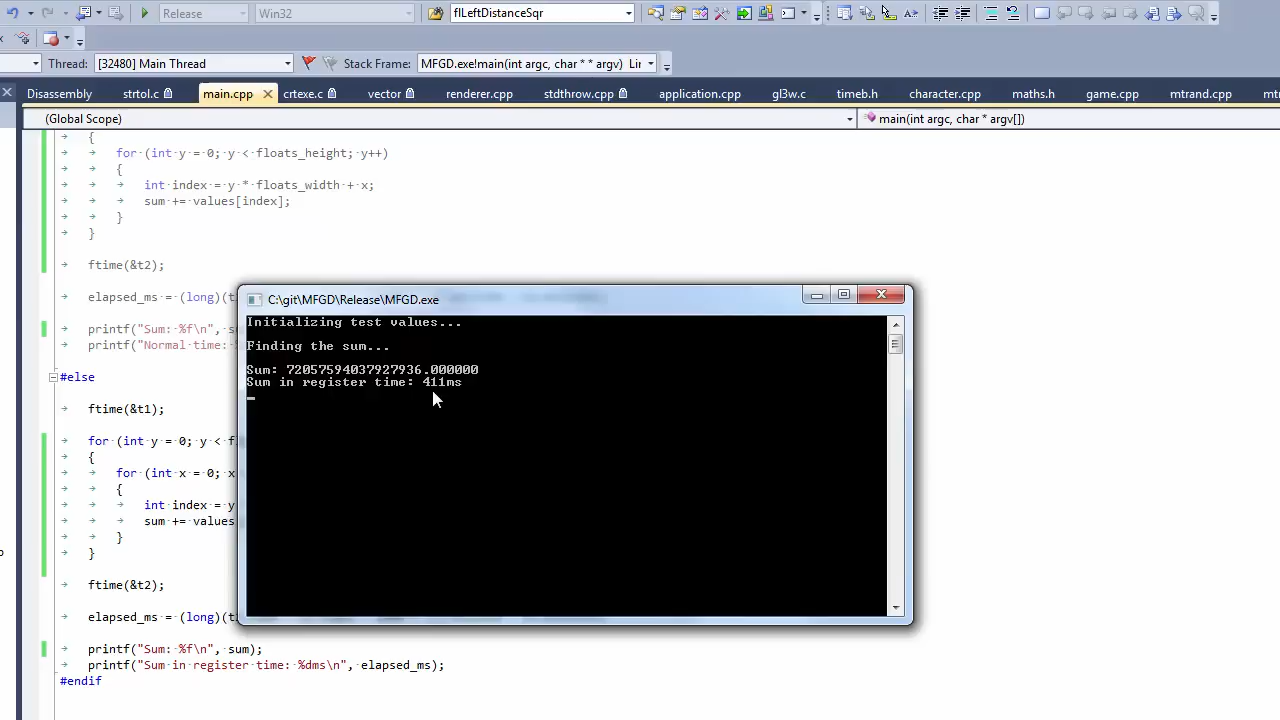 Release
Win32
flLeftDistanceSqr
Thread: [32480] Main Thread
Stack Frame: MFGD.exe!main(int argc, char * * argv) Lir
Disassembly strtol.c main.cpp crtexe.c vector renderer.cpp stdthrow.cpp application.cpp gl3w.c timeb.h character.cpp maths.h game.cpp mtrand.cpp
(Global Scope)
main(int argc, char * argv[])
{
for (int y = 0; y < floats_height; y++)
{
int index = y * floats_width + x;
sum += values[index];
}
}
ftime(&t2);
elapsed_ms = (long)(t
printf("Sum: %f\n", s
printf("Normal time:
#else
ftime(&t1);
for (int y = 0; y < f
{
for (int x = 0; x
{
int index = y
sum += values
}
}
ftime(&t2);
elapsed_ms = (long)(t
printf("Sum: %f\n", sum);
printf("Sum in register time: %dms\n", elapsed_ms);
#endif
C:\git\MFGD\Release\MFGD.exe
Initializing test values...
Finding the sum...
Sum: 72057594037927936.000000
Sum in register time: 411ms